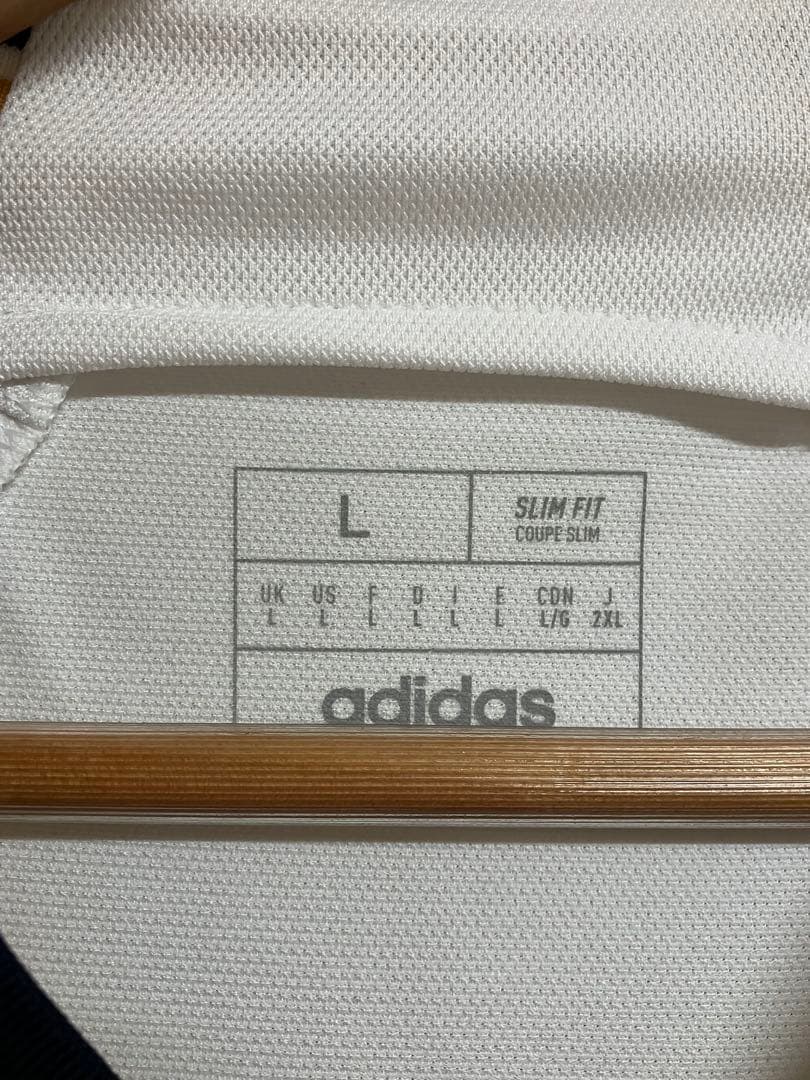 L
SLIM FIT
COUPE SLIM
UK US F D I E CDN J
L L L L L L L/G 2XL
adidas